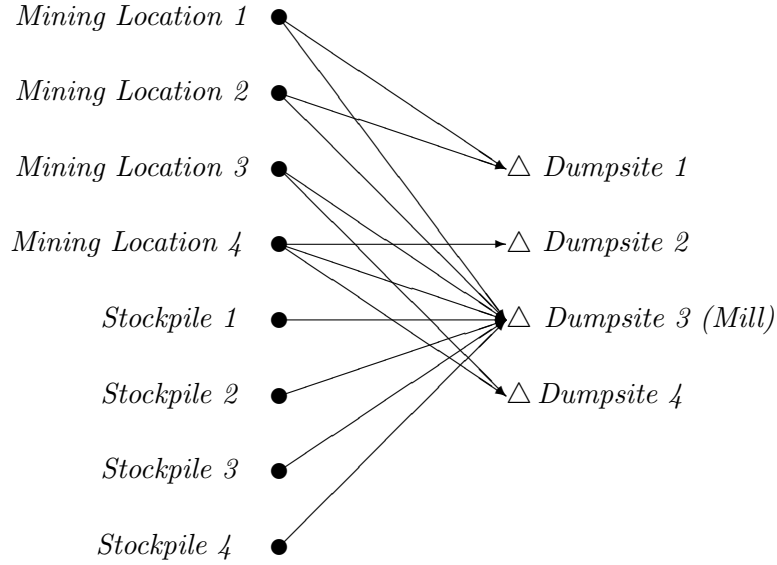 Mining Location 1
Mining Location 2
Mining Location 3
Dumpsite 1
Mining Location 4
Dumpsite 2
Stockpile 1
Dumpsite 3 (Mill)
Stockpile 2
Dumpsite 4
Stockpile 3
Stockpile 4